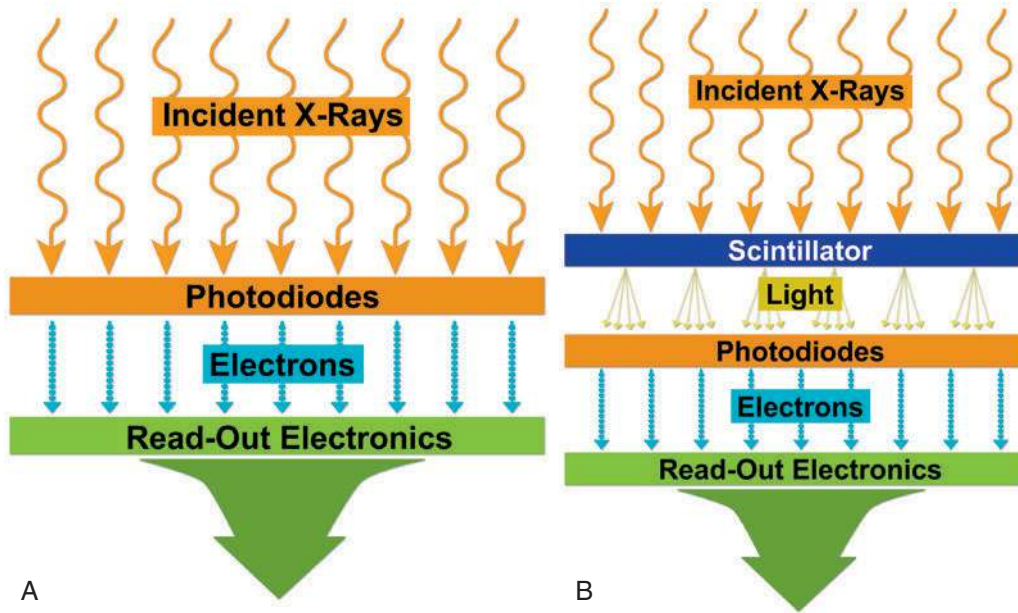 Incident X-Rays
Photodiodes
Electrons
Read-Out Electronics
A
Incident X-Rays
Scintillator
Light
Photodiodes
Electrons
Read-Out Electronics
B